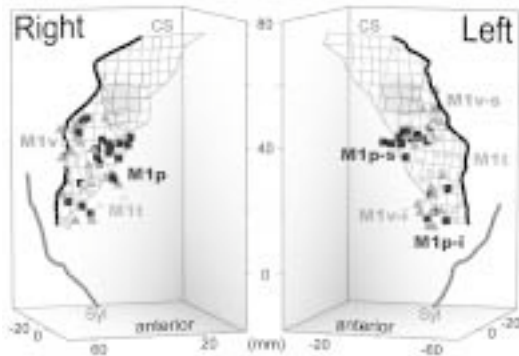 Right
CS
80
CS
Left
M1v
M1v-s
M1p
40
M1p-s
M1t
M1t
M1v-i
M1p-i
0
Syl
Syl
-20
0
60
anterior
20
(mm)
20
anterior
-60
0
-20